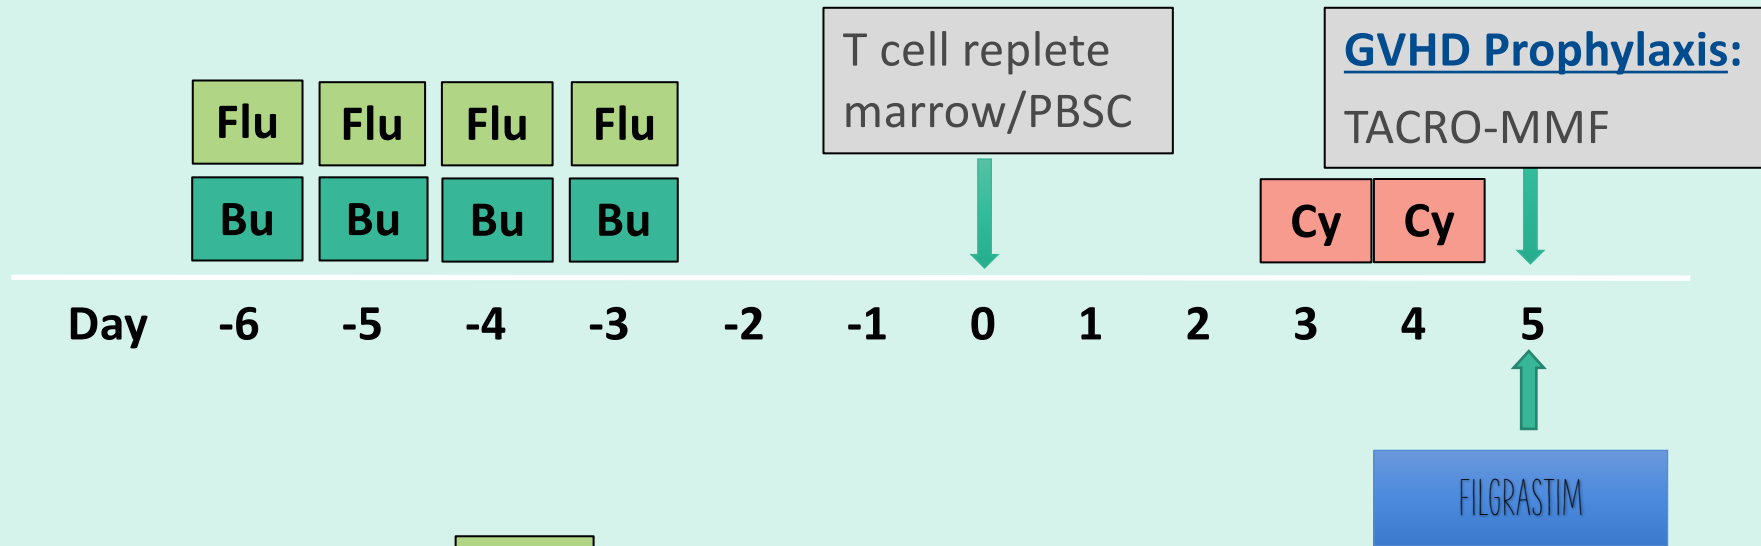 T cell replete
marrow/PBSC
GVHD Prophylaxis:
TACRO-MMF
Flu Flu Flu Flu
Bu Bu Bu Bu
Cy Cy
Day -6 -5 -4 -3 -2 -1 0 1 2 3 4 5
FILGRASTIM